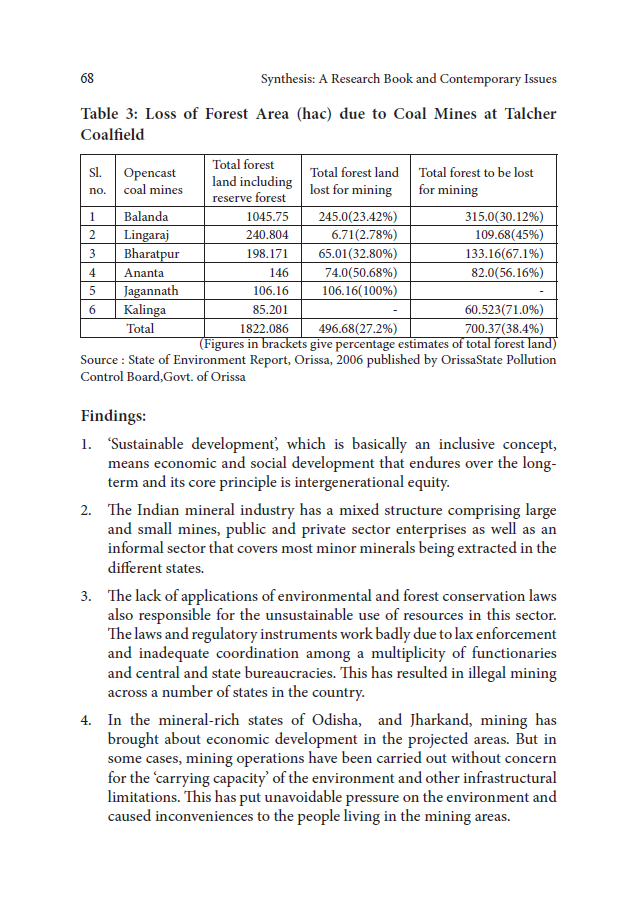 68 Synthesis: A Research Book and Contemporary Issues
Table 3: Loss of Forest Area (hac) due to Coal Mines at Talcher
Coalfield
Sl. no. Opencast coal mines Total forest land including reserve forest Total forest land lost for mining Total forest to be lost for mining
1 Balanda 1045.75 245.0(23.42%) 315.0(30.12%)
2 Lingaraj 240.804 6.71(2.78%) 109.68(45%)
3 Bharatpur 198.171 65.01(32.80%) 133.16(67.1%)
4 Ananta 146 74.0(50.68%) 82.0(56.16%)
5 Jagannath 106.16 106.16(100%) -
6 Kalinga 85.201 - 60.523(71.0%)
Total 1822.086 496.68(27.2%) 700.37(38.4%)
(Figures in brackets give percentage estimates of total forest land)
Source : State of Environment Report, Orissa, 2006 published by OrissaState Pollution
Control Board,Govt. of Orissa
Findings:
1. ‘Sustainable development’, which is basically an inclusive concept,
means economic and social development that endures over the long-
term and its core principle is intergenerational equity.
2. The Indian mineral industry has a mixed structure comprising large
and small mines, public and private sector enterprises as well as an
informal sector that covers most minor minerals being extracted in the
different states.
3. The lack of applications of environmental and forest conservation laws
also responsible for the unsustainable use of resources in this sector.
The laws and regulatory instruments work badly due to lax enforcement
and inadequate coordination among a multiplicity of functionaries
and central and state bureaucracies. This has resulted in illegal mining
across a number of states in the country.
4. In the mineral-rich states of Odisha, and Jharkand, mining has
brought about economic development in the projected areas. But in
some cases, mining operations have been carried out without concern
for the ‘carrying capacity’ of the environment and other infrastructural
limitations. This has put unavoidable pressure on the environment and
caused inconveniences to the people living in the mining areas.